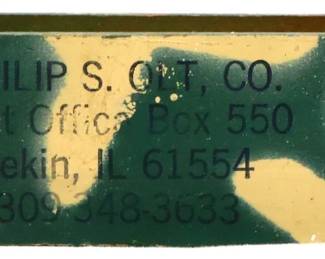 ILIP S. OLT, CO.
t Office Box 550
ekin, IL 61554
309 348-3633